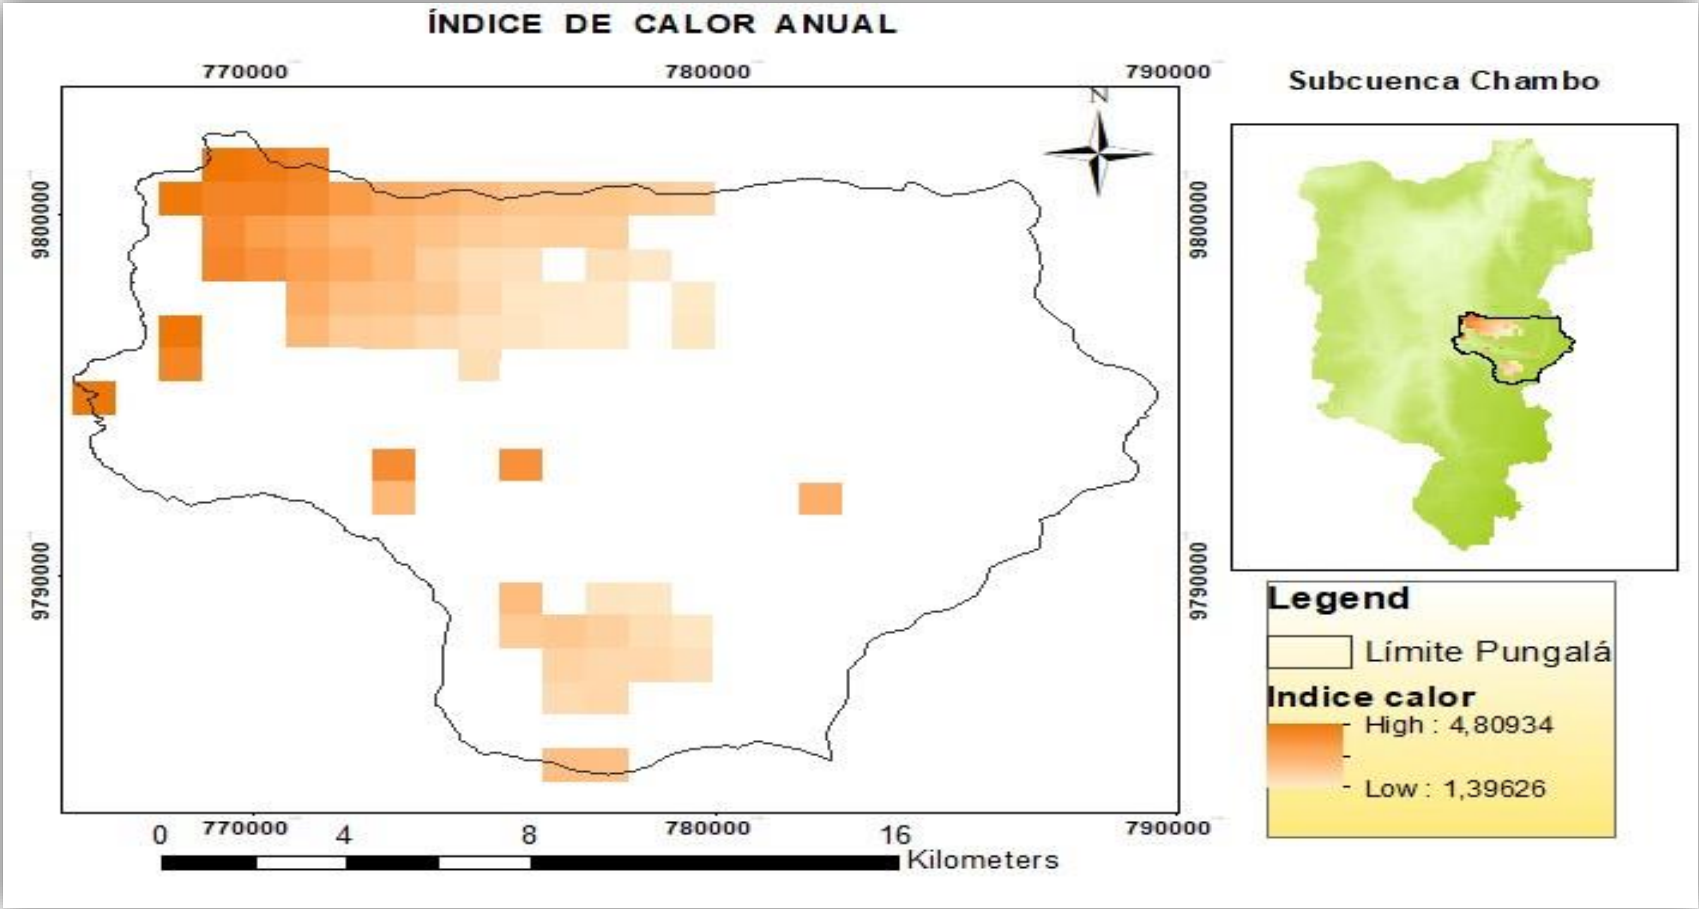 ÍNDICE DE CALOR ANUAL
770000 780000 790000
Subcuenca Chambo
N
9800000 9800000
9790000 9790000
Legend
Límite Pungalá
Indice calor
High : 4,80934
Low : 1,39626
770000 780000 790000
0 4 8 16
Kilometers